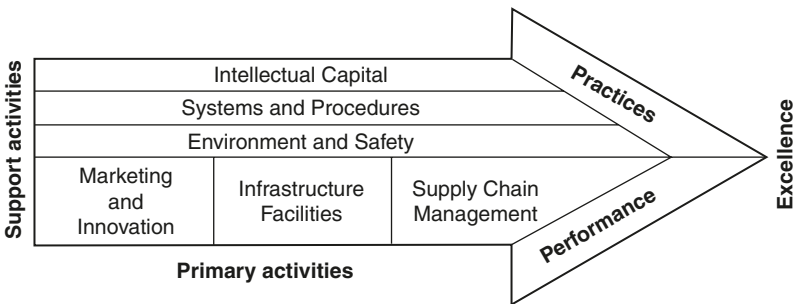 Support activities
Intellectual Capital
Systems and Procedures
Environment and Safety
Marketing
and
Innovation
Infrastructure
Facilities
Supply Chain
Management
Practices
Performance
Excellence
Primary activities